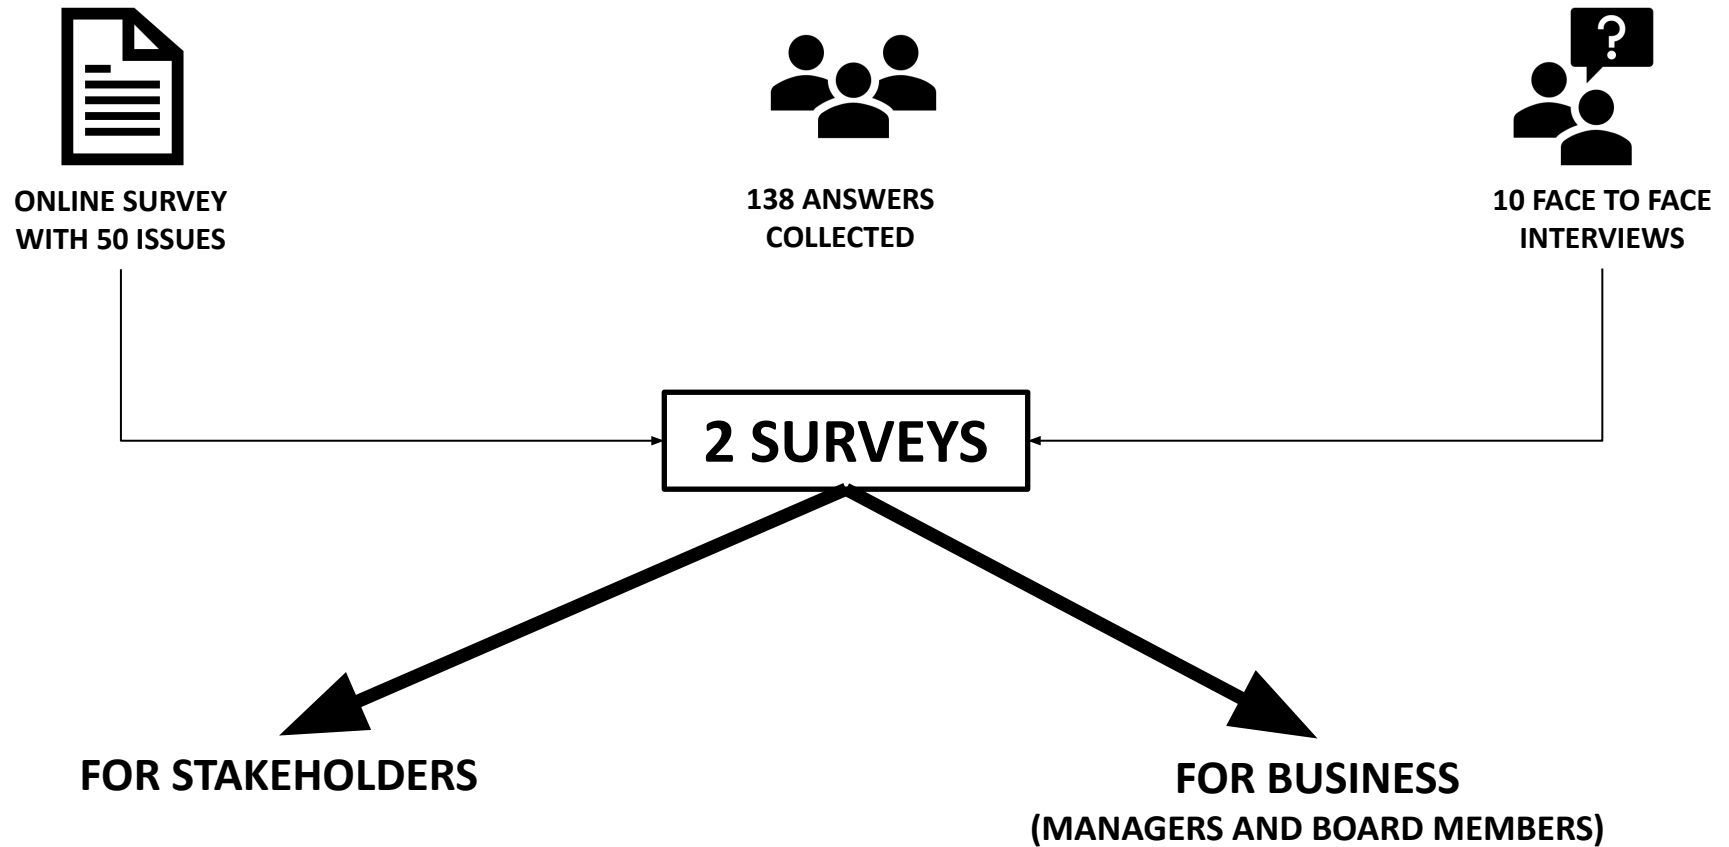 ?
ONLINE SURVEY
WITH 50 ISSUES
138 ANSWERS
COLLECTED
10 FACE TO FACE
INTERVIEWS
2 SURVEYS
FOR STAKEHOLDERS
FOR BUSINESS
(MANAGERS AND BOARD MEMBERS)